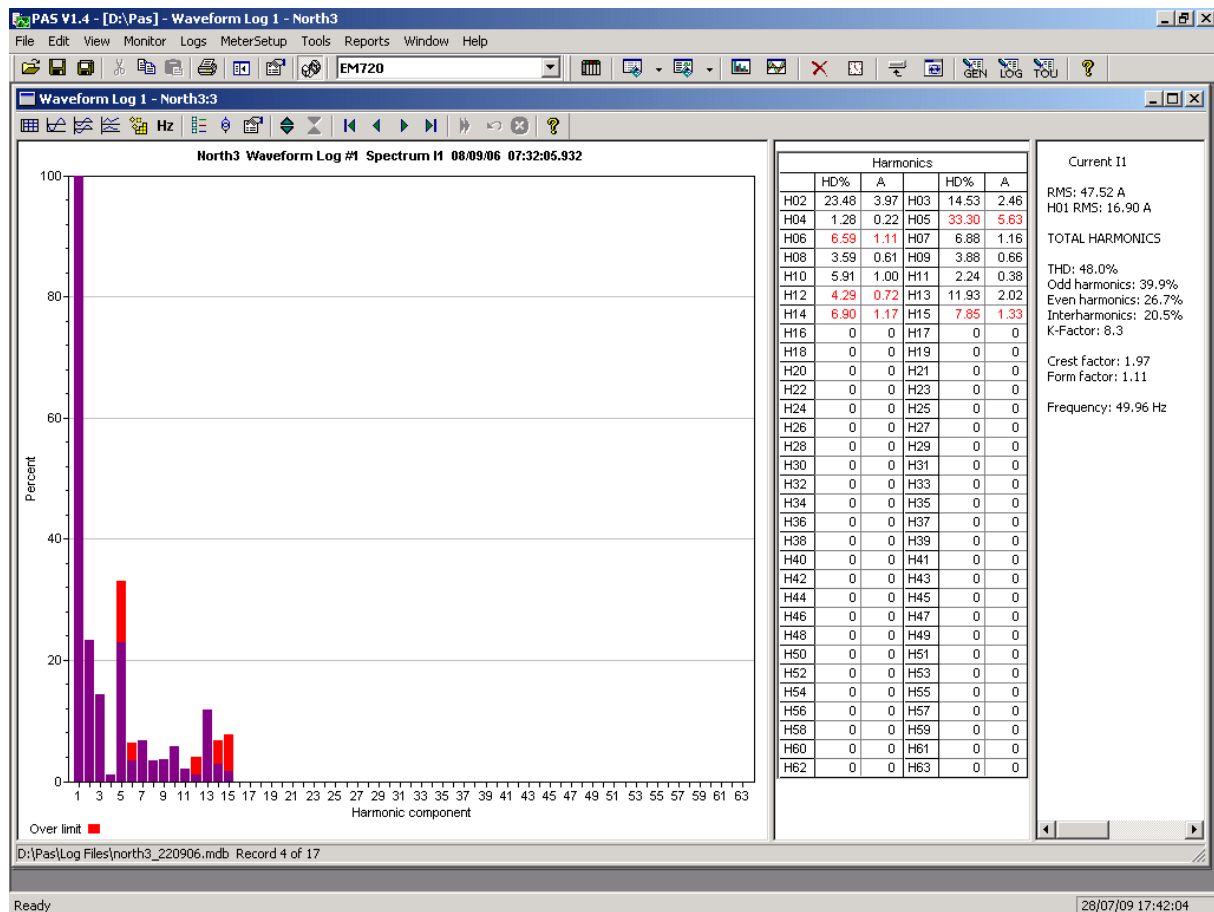 PAS V1.4 - [D:\Pas] - Waveform Log 1 - North3
File Edit View Monitor Logs MeterSetup Tools Reports Window Help
EM720
GEN LOG TOU
Waveform Log 1 - North3:3
Hz
North3 Waveform Log #1 Spectrum I1 08/09/06 07:32:05.932
100
80
60
40
20
0
Percent
1 3 5 7 9 11 13 15 17 19 21 23 25 27 29 31 33 35 37 39 41 43 45 47 49 51 53 55 57 59 61 63
Harmonic component
Over limit
Harmonics
HD% A HD% A
H02 23.48 3.97 H03 14.53 2.46
H04 1.28 0.22 H05 33.30 5.63
H06 6.59 1.11 H07 6.88 1.16
H08 3.59 0.61 H09 3.88 0.66
H10 5.91 1.00 H11 2.24 0.38
H12 4.29 0.72 H13 11.93 2.02
H14 6.90 1.17 H15 7.85 1.33
H16 0 0 H17 0 0
H18 0 0 H19 0 0
H20 0 0 H21 0 0
H22 0 0 H23 0 0
H24 0 0 H25 0 0
H26 0 0 H27 0 0
H28 0 0 H29 0 0
H30 0 0 H31 0 0
H32 0 0 H33 0 0
H34 0 0 H35 0 0
H36 0 0 H37 0 0
H38 0 0 H39 0 0
H40 0 0 H41 0 0
H42 0 0 H43 0 0
H44 0 0 H45 0 0
H46 0 0 H47 0 0
H48 0 0 H49 0 0
H50 0 0 H51 0 0
H52 0 0 H53 0 0
H54 0 0 H55 0 0
H56 0 0 H57 0 0
H58 0 0 H59 0 0
H60 0 0 H61 0 0
H62 0 0 H63 0 0
Current I1
RMS: 47.52 A
H01 RMS: 16.90 A
TOTAL HARMONICS
THD: 48.0%
Odd harmonics: 39.9%
Even harmonics: 26.7%
Interharmonics: 20.5%
K-Factor: 8.3
Crest factor: 1.97
Form factor: 1.11
Frequency: 49.96 Hz
D:\Pas\Log Files\north3_220906.mdb Record 4 of 17
Ready
28/07/09 17:42:04